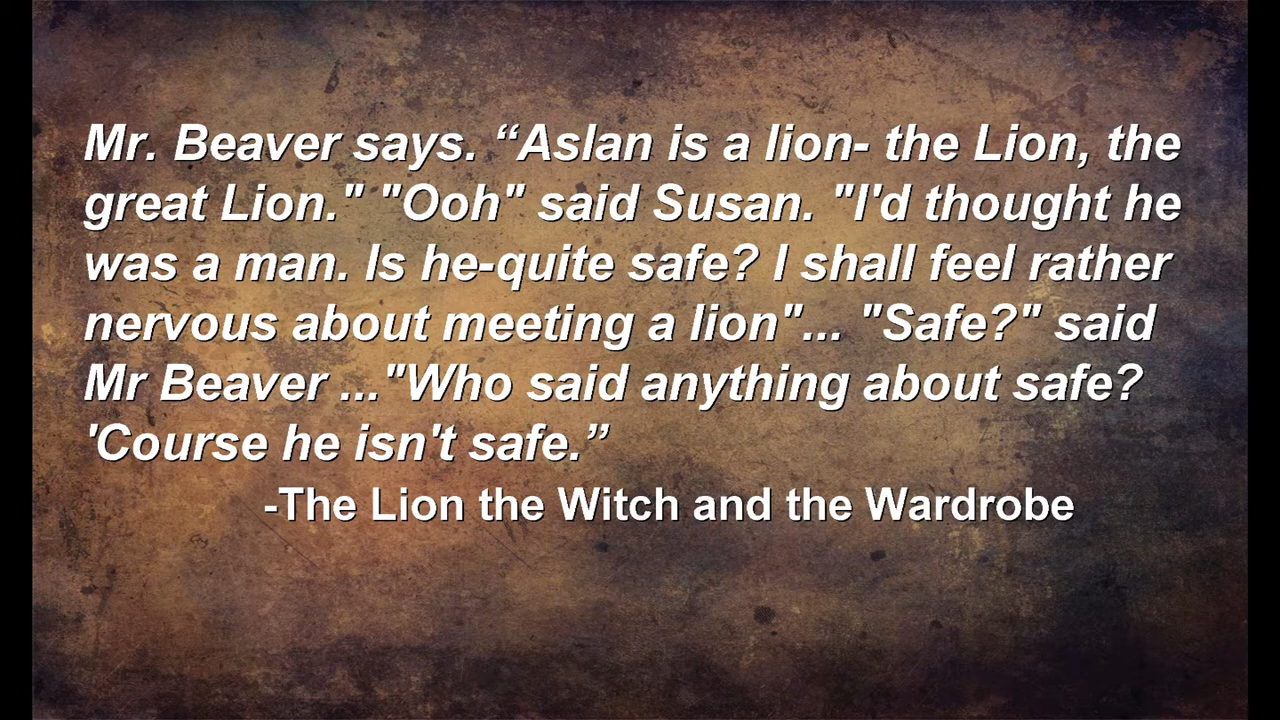 Mr. Beaver says. “Aslan is a lion- the Lion, the
great Lion." "Ooh" said Susan. "I'd thought he
was a man. Is he-quite safe? I shall feel rather
nervous about meeting a lion"... "Safe?" said
Mr Beaver ..."Who said anything about safe?
'Course he isn't safe.”
-The Lion the Witch and the Wardrobe